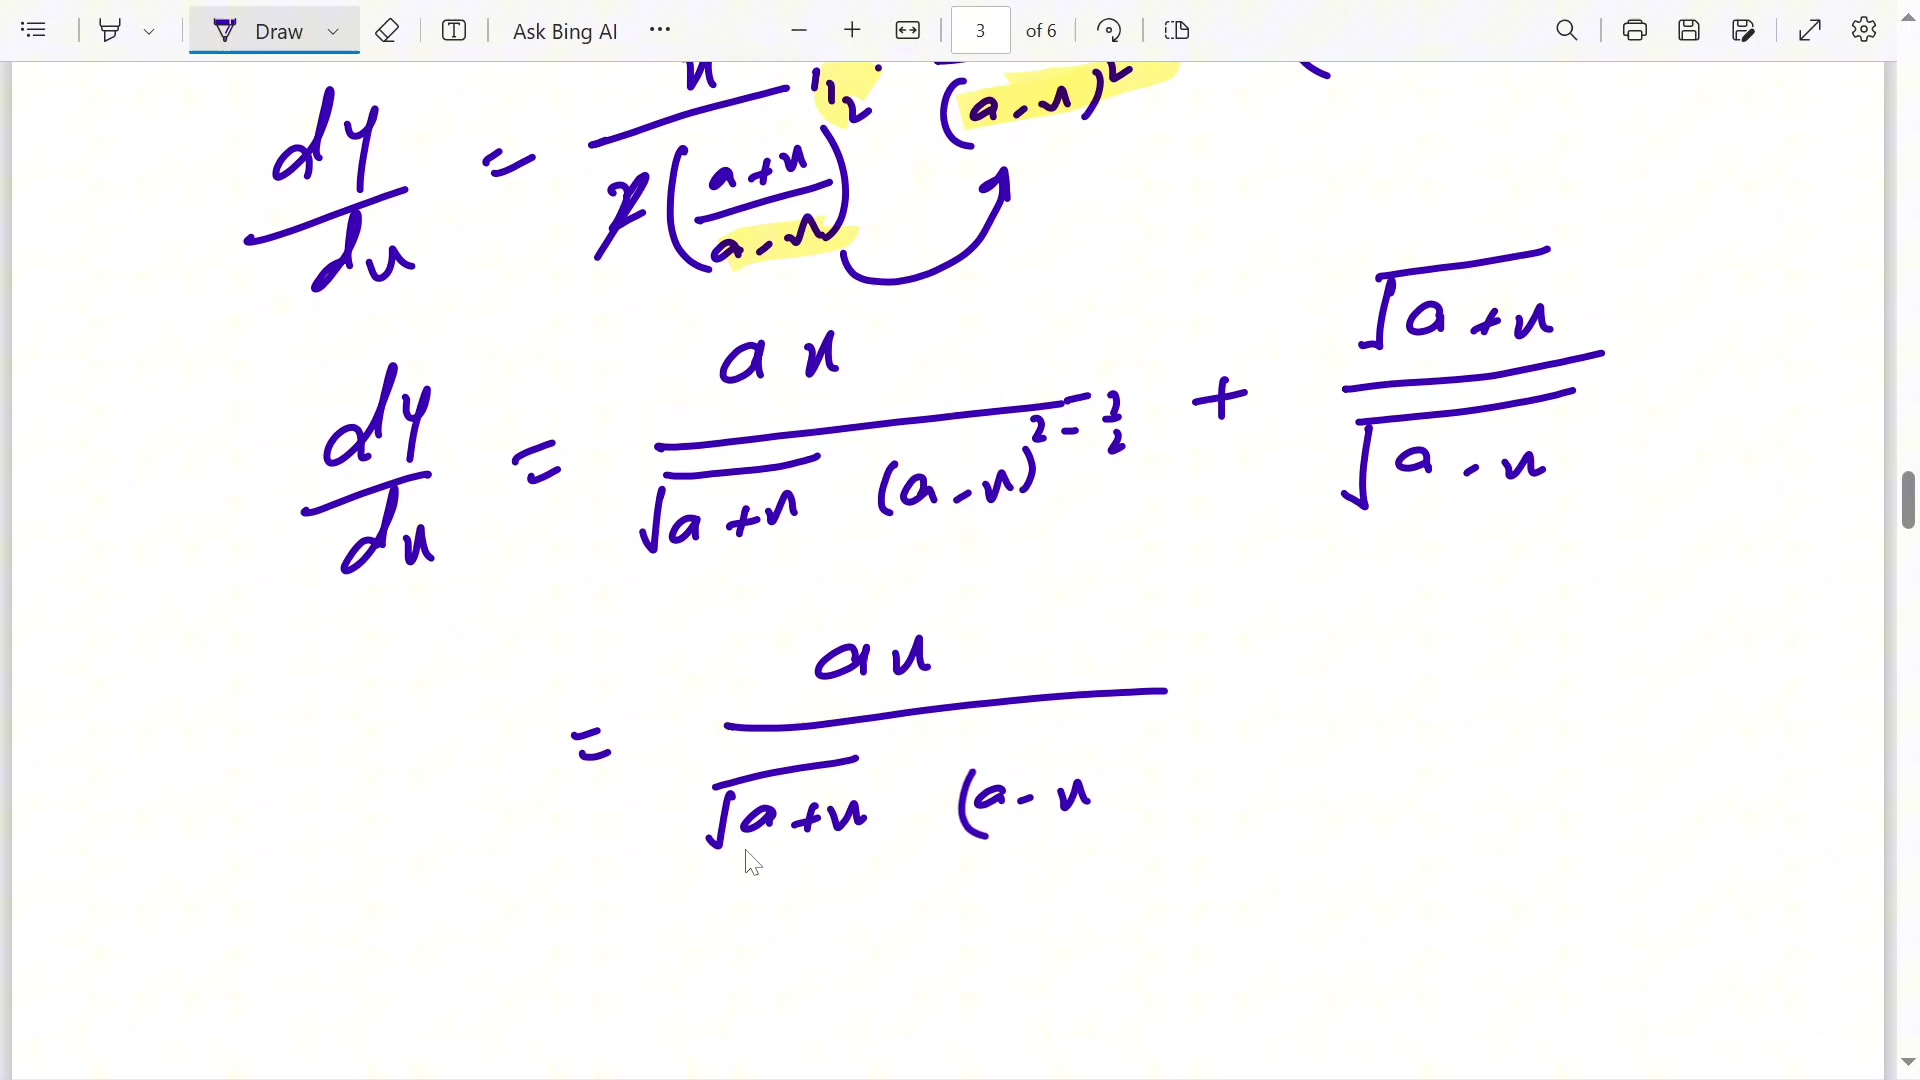 Draw Ask Bing AI 3 of 6
dy/dx = x / 2((a+x)/(a-x))^1/2 · (a-x)^2
dy/dx = ax / √(a+x) (a-x)^2-1/2 + √(a+x) / √(a-x)
= ax / √(a+x) (a-x